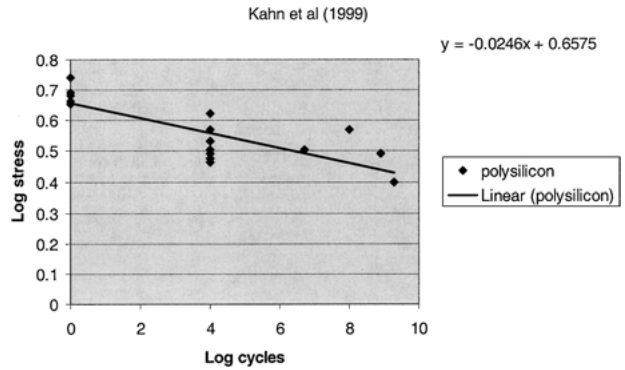 Kahn et al (1999)
y = -0.0246x + 0.6575
0.8
0.7
0.6
0.5
0.4
0.3
0.2
0.1
0
Log stress
0 2 4 6 8 10
Log cycles
polysilicon
Linear (polysilicon)